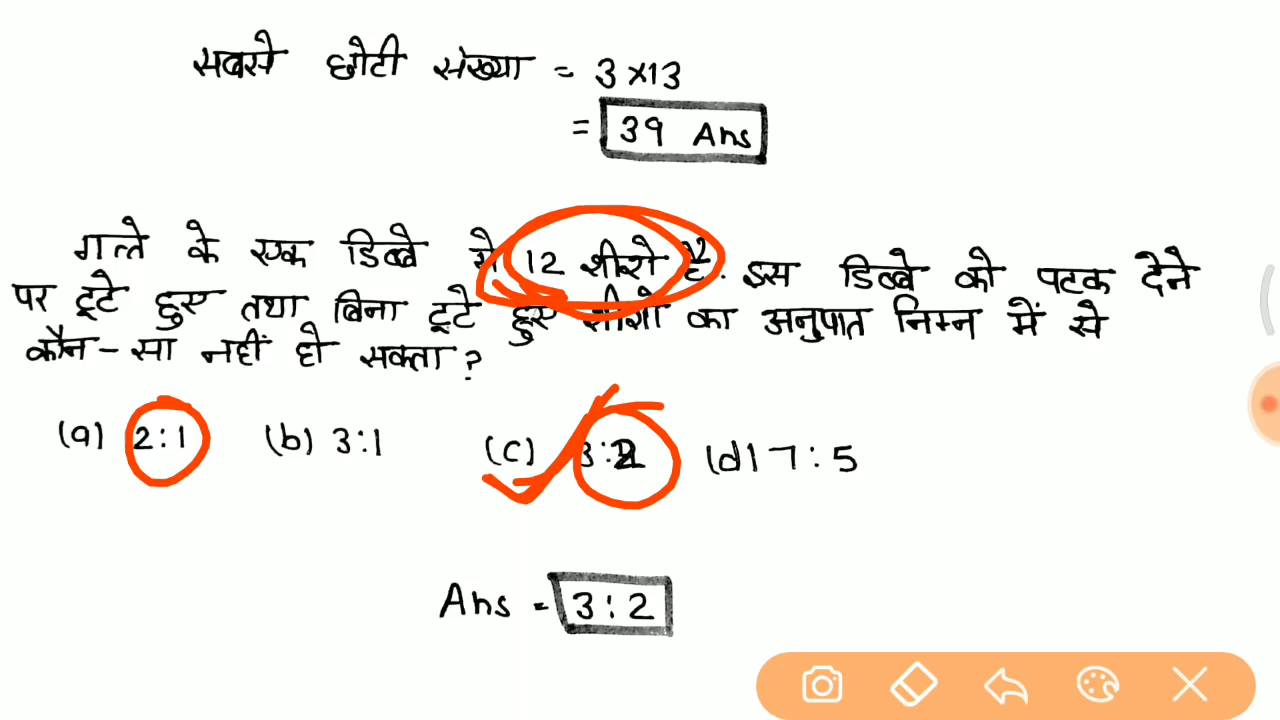 सबसे छोटी संख्या = 3 x13
= 39 Ans
गत्ते के एक डिब्बे में 12 शीशे है. इस डिब्बे को पटक देने
पर टूटे हुए तथा बिना टूटे हुए शीशों का अनुपात निम्न में से
कौन-सा नहीं हो सकता?
(a) 2:1 (b) 3:1 (c) 3:2 (d) 7:5
Ans = 3:2